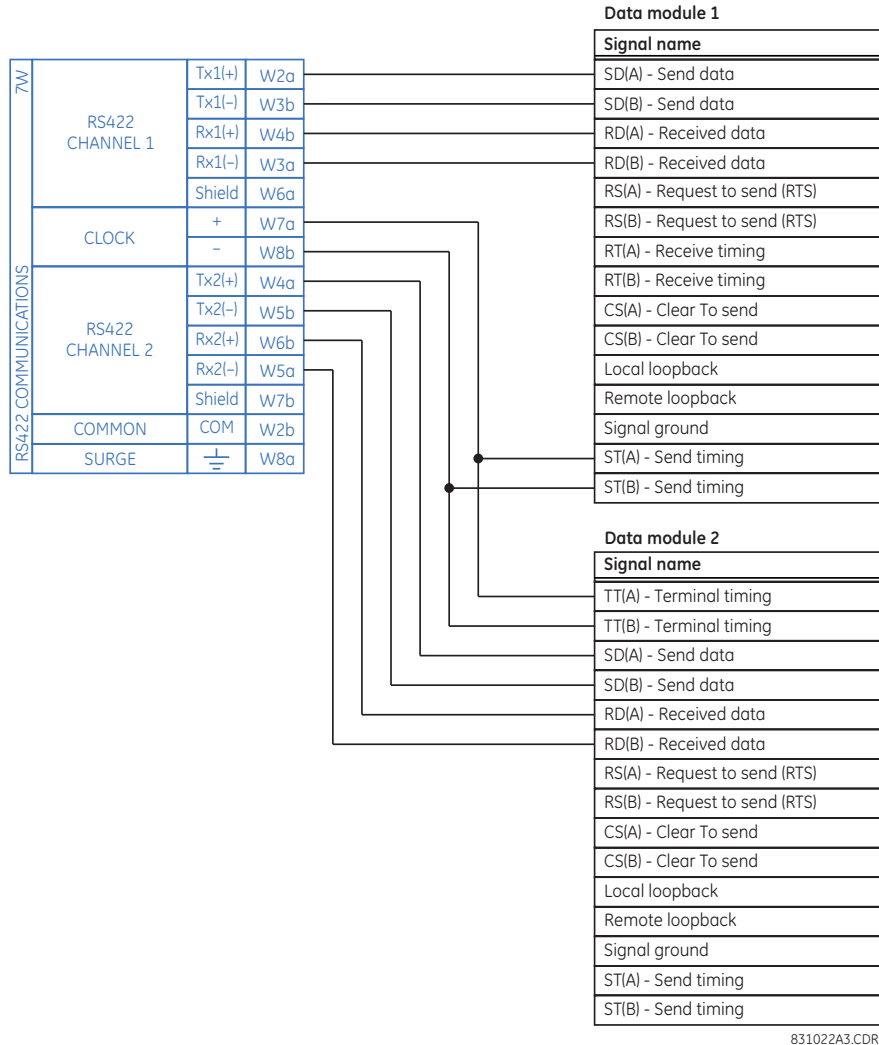 7W
RS422 COMMUNICATIONS
RS422
CHANNEL 1
Tx1(+) W2a
Tx1(–) W3b
Rx1(+) W4b
Rx1(–) W3a
Shield W6a
CLOCK
+ W7a
– W8b
RS422
CHANNEL 2
Tx2(+) W4a
Tx2(–) W5b
Rx2(+) W6b
Rx2(–) W5a
Shield W7b
COMMON COM W2b
SURGE W8a
Data module 1
Signal name
SD(A) - Send data
SD(B) - Send data
RD(A) - Received data
RD(B) - Received data
RS(A) - Request to send (RTS)
RS(B) - Request to send (RTS)
RT(A) - Receive timing
RT(B) - Receive timing
CS(A) - Clear To send
CS(B) - Clear To send
Local loopback
Remote loopback
Signal ground
ST(A) - Send timing
ST(B) - Send timing
Data module 2
Signal name
TT(A) - Terminal timing
TT(B) - Terminal timing
SD(A) - Send data
SD(B) - Send data
RD(A) - Received data
RD(B) - Received data
RS(A) - Request to send (RTS)
RS(B) - Request to send (RTS)
CS(A) - Clear To send
CS(B) - Clear To send
Local loopback
Remote loopback
Signal ground
ST(A) - Send timing
ST(B) - Send timing
831022A3.CDR